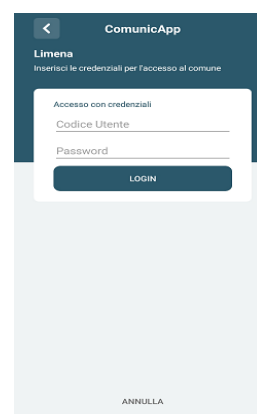 ComunicApp
Limena
Inserisci le credenziali per l'accesso al comune
Accesso con credenziali
Codice Utente
Password
LOGIN
ANNULLA